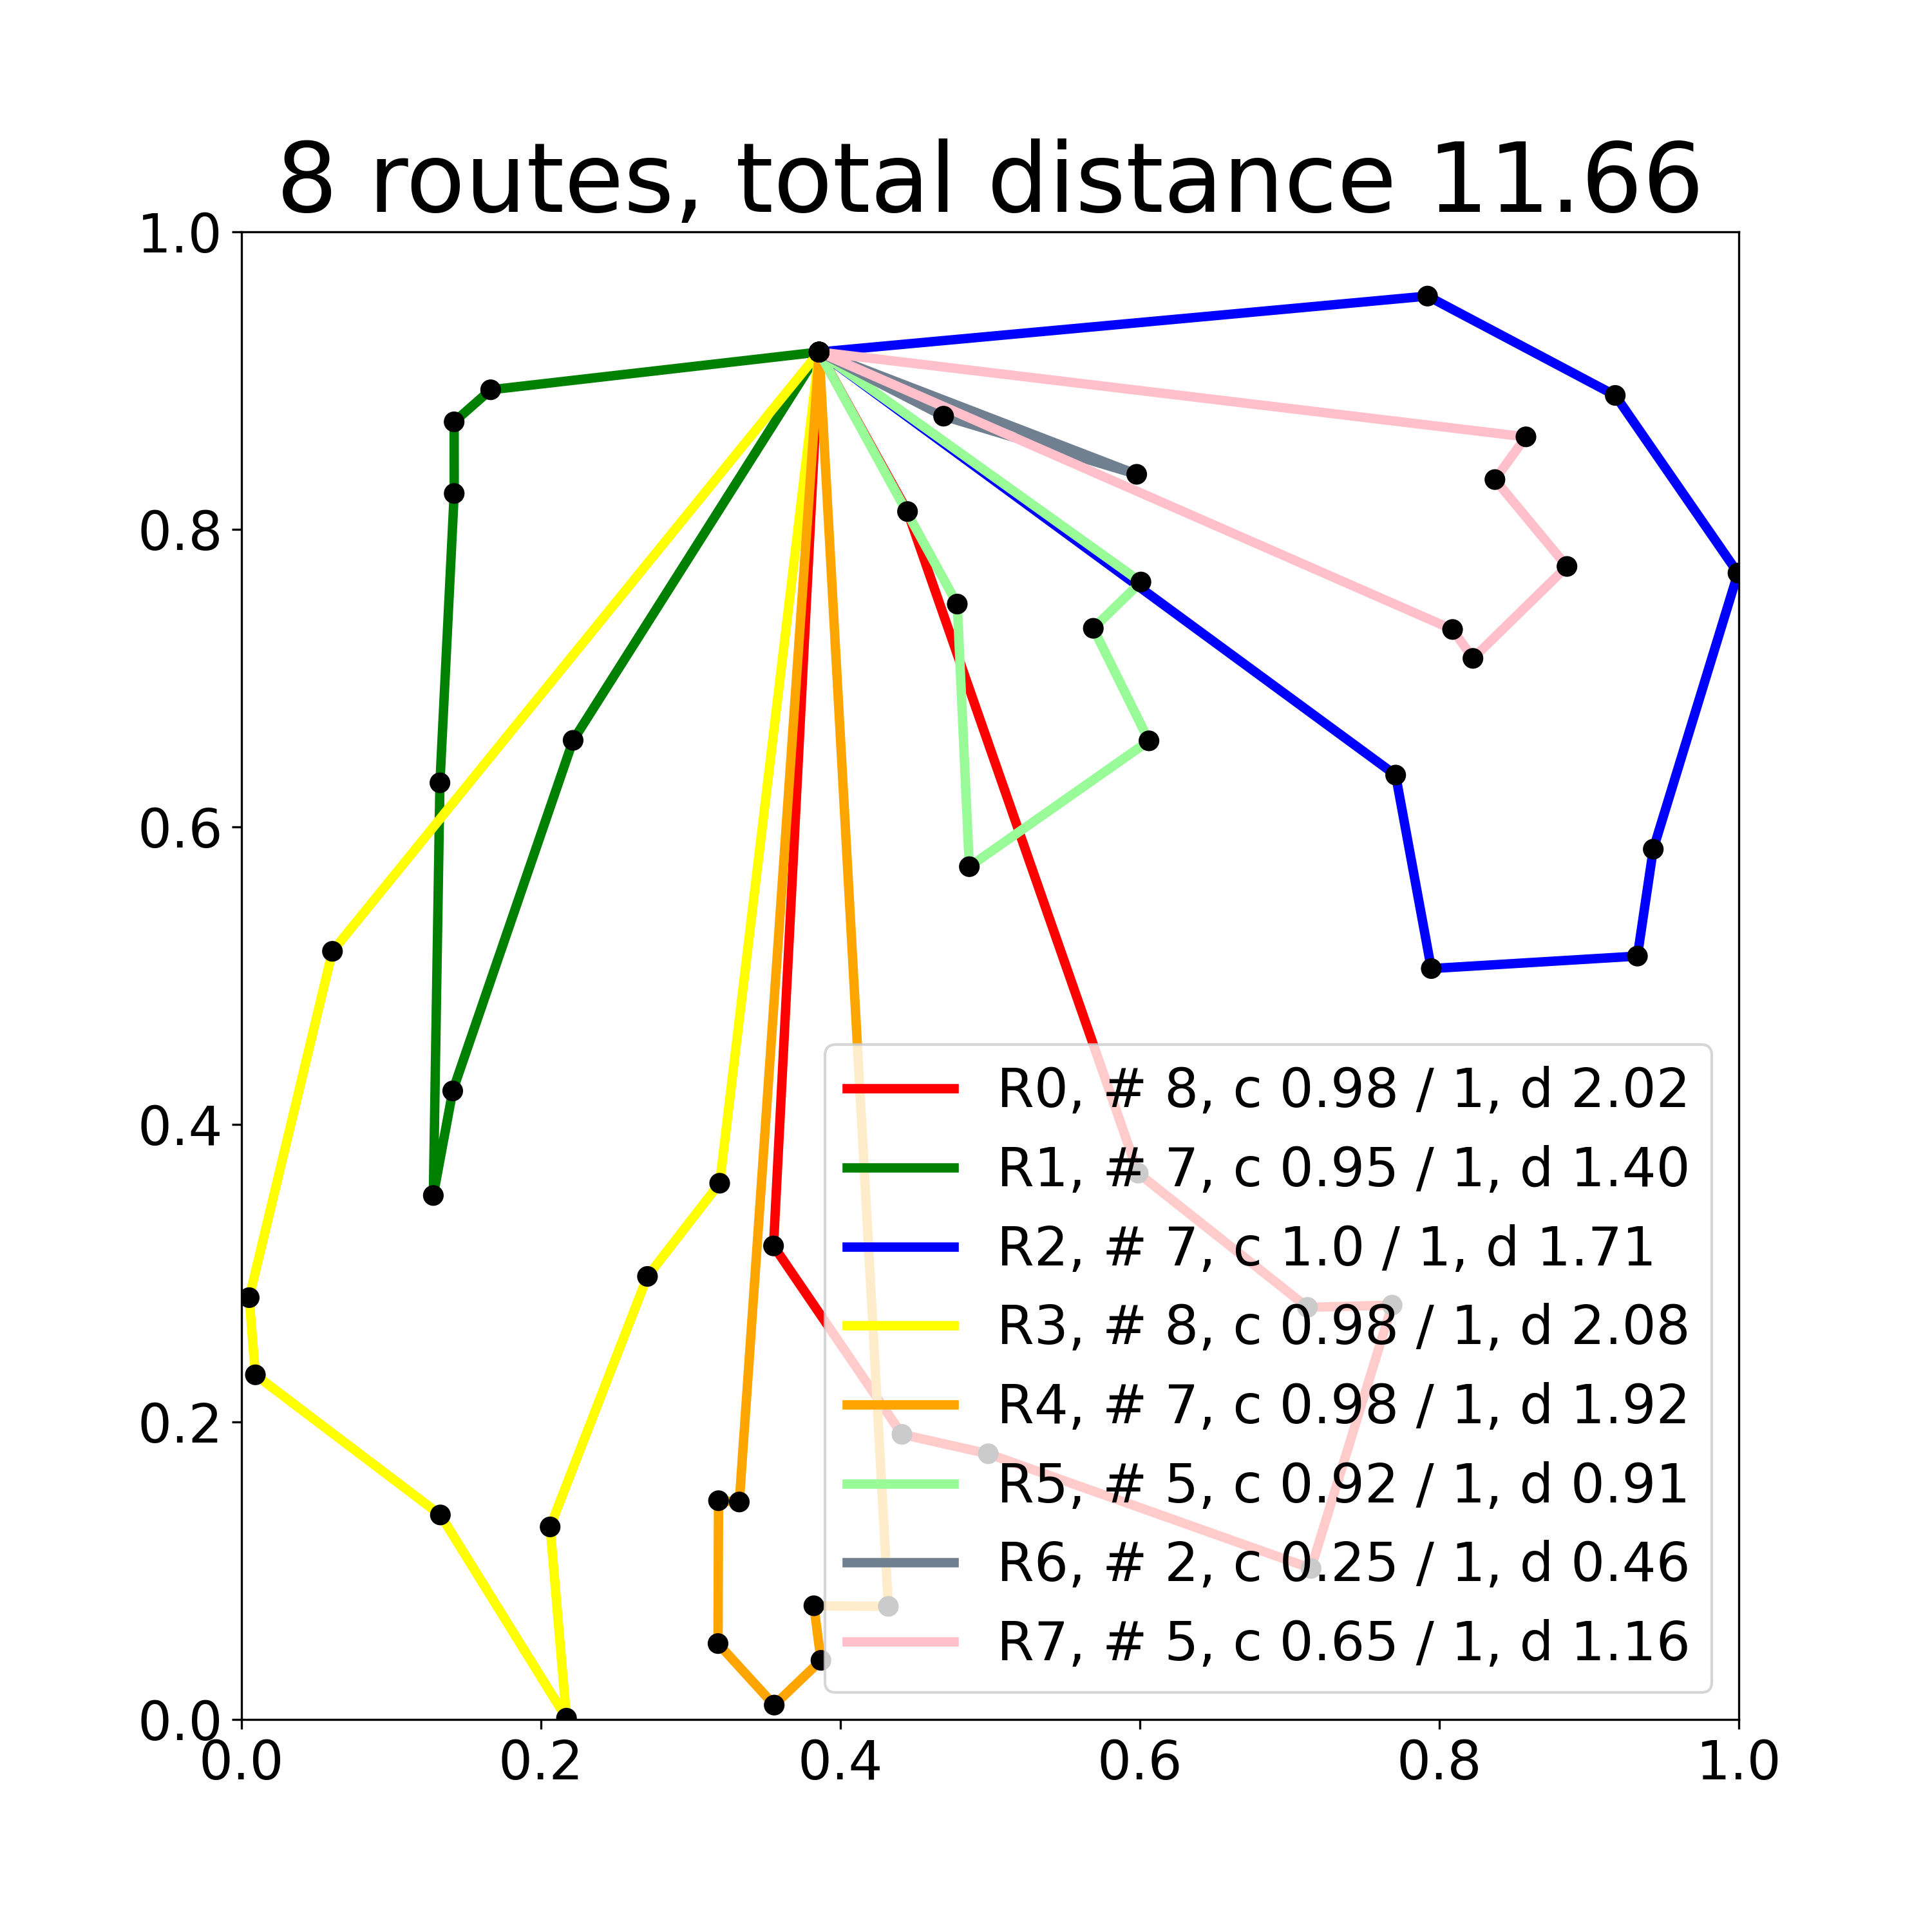 8 routes, total distance 11.66
1.0
0.8
0.6
0.4
0.2
0.0
0.0 0.2 0.4 0.6 0.8 1.0
R0, # 8, c 0.98 / 1, d 2.02
R1, # 7, c 0.95 / 1, d 1.40
R2, # 7, c 1.0 / 1, d 1.71
R3, # 8, c 0.98 / 1, d 2.08
R4, # 7, c 0.98 / 1, d 1.92
R5, # 5, c 0.92 / 1, d 0.91
R6, # 2, c 0.25 / 1, d 0.46
R7, # 5, c 0.65 / 1, d 1.16